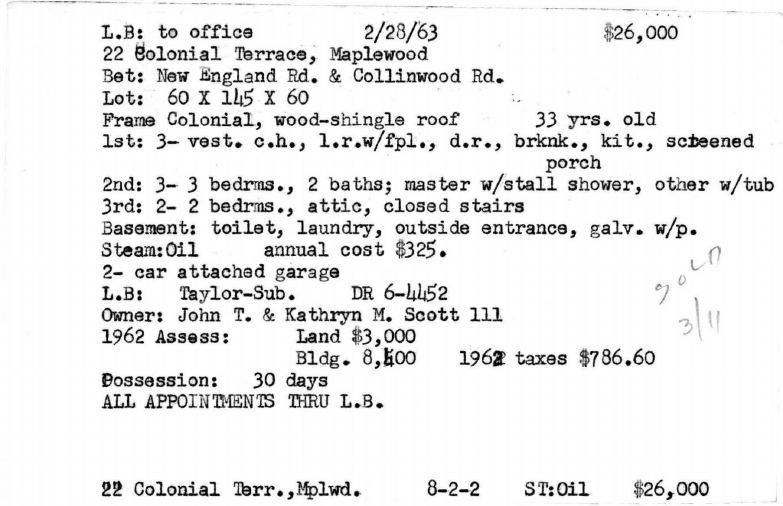 L.B: to office 2/28/63 $26,000
22 Colonial Terrace, Maplewood
Bet: New England Rd. & Collinwood Rd.
Lot: 60 X 145 X 60
Frame Colonial, wood-shingle roof 33 yrs. old
1st: 3- vest. c.h., l.r.w/fpl., d.r., brknk., kit., screened
porch
2nd: 3- 3 bedrms., 2 baths; master w/stall shower, other w/tub
3rd: 2- 2 bedrms., attic, closed stairs
Basement: toilet, laundry, outside entrance, galv. w/p.
Steam:Oil annual cost $325.
2- car attached garage
L.B: Taylor-Sub. DR 6-4452
Owner: John T. & Kathryn M. Scott lll
1962 Assess: Land $3,000
Bldg. 8,400 1962 taxes $786.60
Possession: 30 days
ALL APPOINTMENTS THRU L.B.
sold
3/11
22 Colonial Terr.,Mplwd. 8-2-2 ST:Oil $26,000